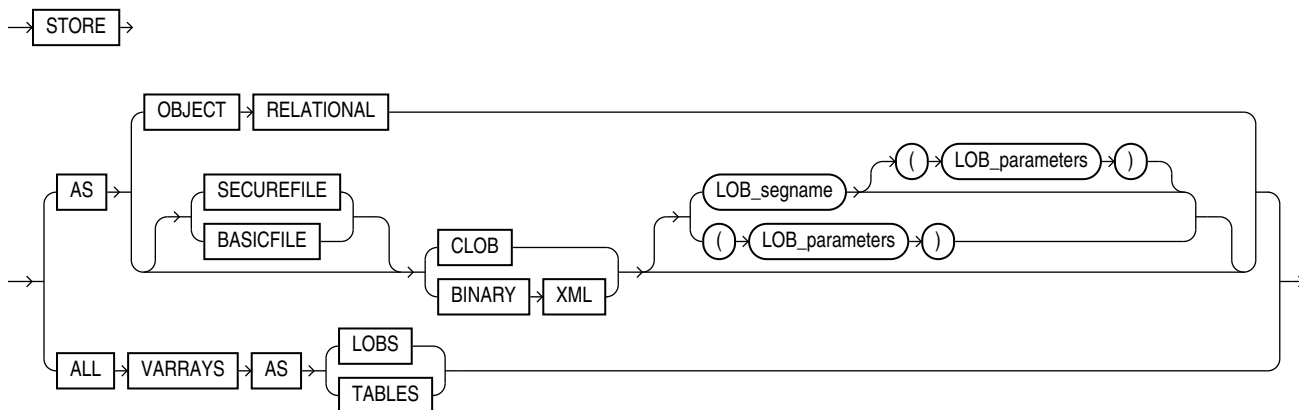 STORE
OBJECT RELATIONAL
( LOB_parameters )
AS SECUREFILE LOB_segname
BASICFILE ( LOB_parameters )
CLOB
BINARY XML
LOBS
ALL VARRAYS AS
TABLES